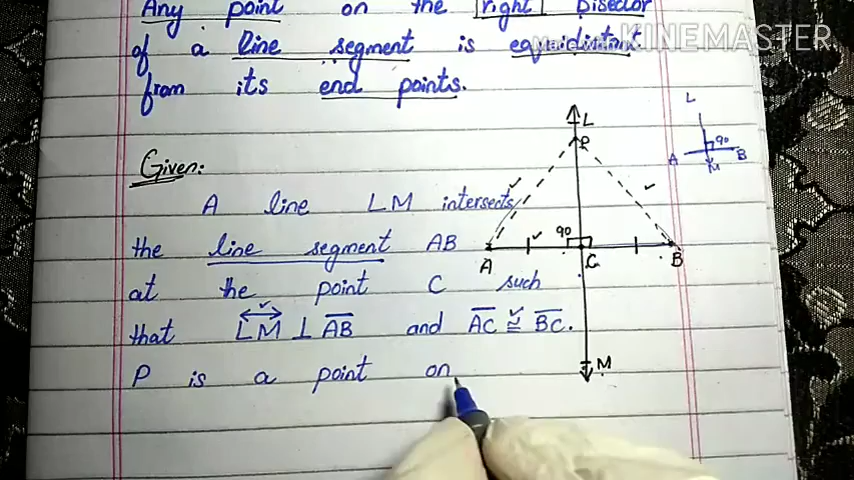 Any point on the right bisector
of a line segment is equidistant
from its end points.
KINEMASTER
Given:
A line LM intersects
the line segment AB
at the point C such
that LM ⊥ AB and AC ≅ BC.
P is a point on
L
P
90
A
C
B
M
L
90
A
B
M